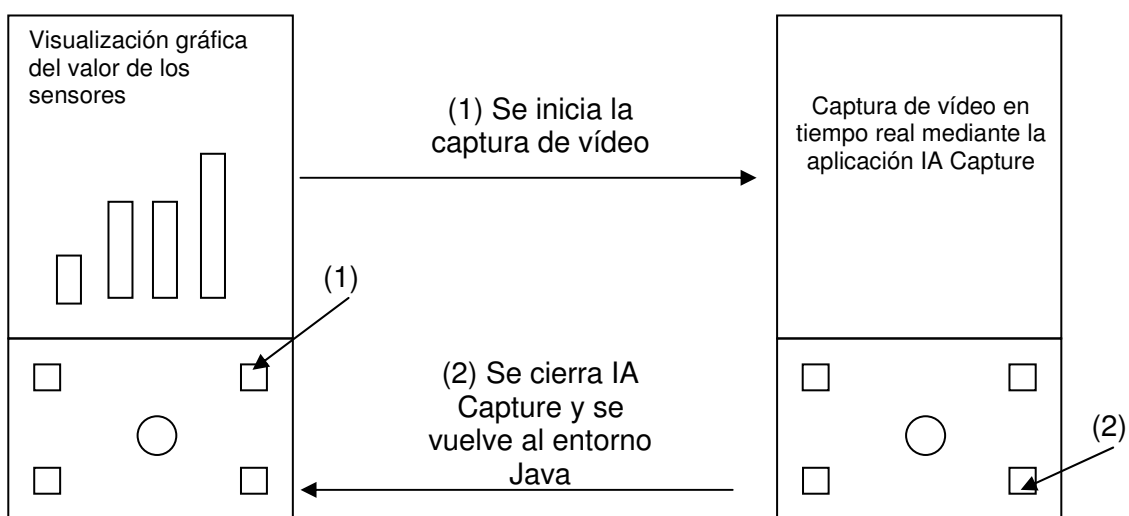 Visualización gráfica
del valor de los
sensores
(1) Se inicia la
captura de vídeo
Captura de vídeo en
tiempo real mediante la
aplicación IA Capture
(1)
(2) Se cierra IA
Capture y se
vuelve al entorno
Java
(2)